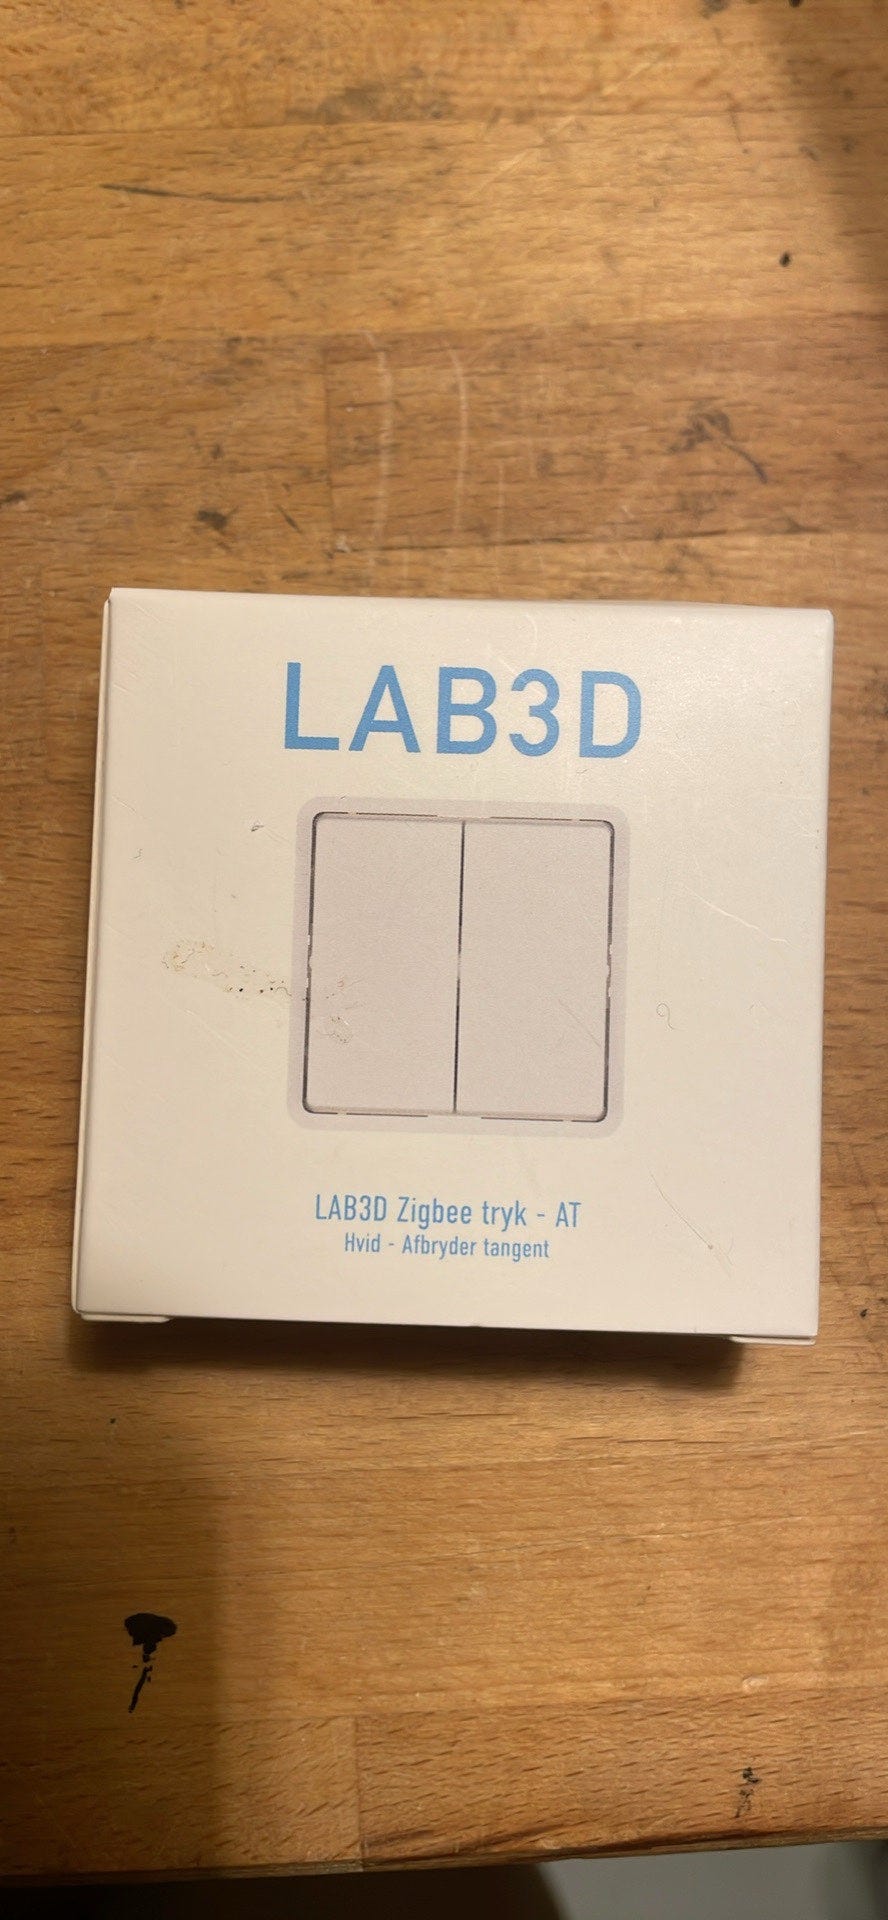 LAB3D
LAB3D Zigbee tryk - AT
Hvid - Afbryder tangent